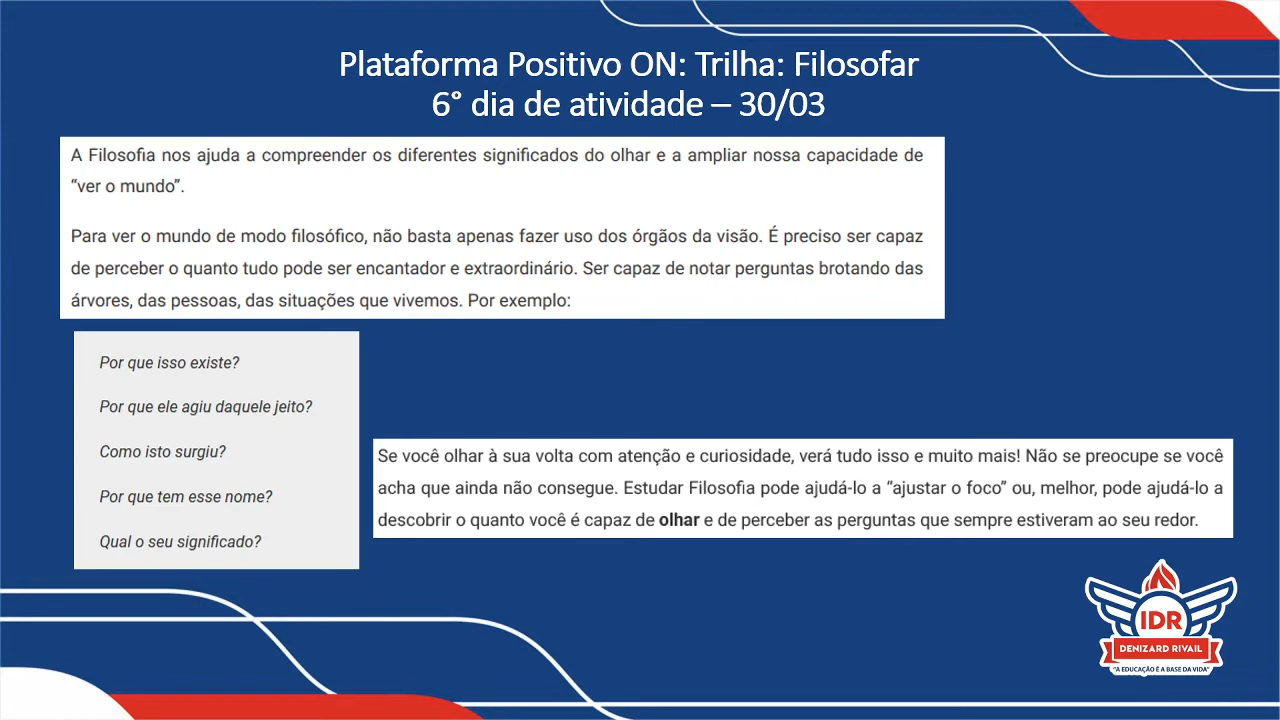 Plataforma Positivo ON: Trilha: Filosofar
6° dia de atividade – 30/03
A Filosofia nos ajuda a compreender os diferentes significados do olhar e a ampliar nossa capacidade de
“ver o mundo”.
Para ver o mundo de modo filosófico, não basta apenas fazer uso dos órgãos da visão. É preciso ser capaz
de perceber o quanto tudo pode ser encantador e extraordinário. Ser capaz de notar perguntas brotando das
árvores, das pessoas, das situações que vivemos. Por exemplo:
Por que isso existe?
Por que ele agiu daquele jeito?
Como isto surgiu?
Por que tem esse nome?
Qual o seu significado?
Se você olhar à sua volta com atenção e curiosidade, verá tudo isso e muito mais! Não se preocupe se você
acha que ainda não consegue. Estudar Filosofia pode ajudá-lo a “ajustar o foco” ou, melhor, pode ajudá-lo a
descobrir o quanto você é capaz de olhar e de perceber as perguntas que sempre estiveram ao seu redor.
IDR
DENIZARD RIVAIL
“A EDUCAÇÃO É A BASE DA VIDA”